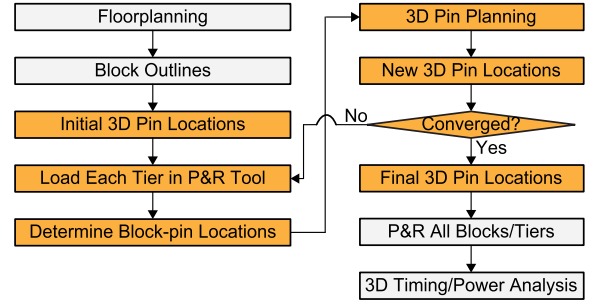 Floorplanning
Block Outlines
Initial 3D Pin Locations
Load Each Tier in P&R Tool
Determine Block-pin Locations
3D Pin Planning
New 3D Pin Locations
Converged?
No
Yes
Final 3D Pin Locations
P&R All Blocks/Tiers
3D Timing/Power Analysis